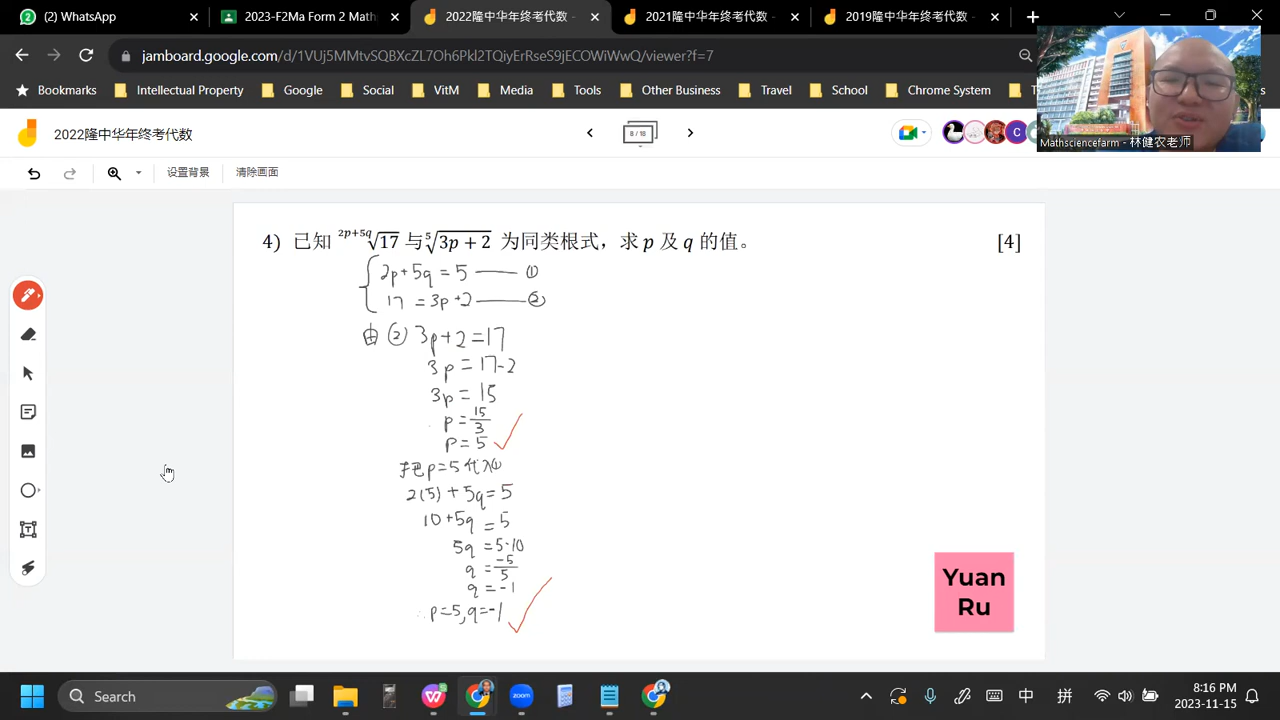 (2) WhatsApp
2023-F2Ma Form 2 Math
2022隆中华年终考代数 -
2021隆中华年终考代数 -
2019隆中华年终考代数 -
jamboard.google.com
viewer?f=7
Bookmarks
Intellectual Property
Google
VitM
Media
Tools
Other Business
Travel
School
Chrome System
Mathsciencefarm - 林健农老师
2022隆中华年终考代数
8 / 18
C
设置背景
清除画面
4) 已知 ²ᵖ⁺⁵ᑫ√17 与 ⁵√3p + 2 为同类根式，求 p 及 q 的值。 [4]
2p+5q = 5 —— ①
17 = 3p+2 —— ②
由 ② 3p+2 = 17
3p = 17-2
3p = 15
p = 15/3
p = 5
把p=5代入①
2(5) + 5q = 5
10 + 5q = 5
5q = 5-10
q = -5/5
q = -1
∴ p=5, q=-1
Yuan
Ru
Search
中
拼
8:16 PM
2023-11-15